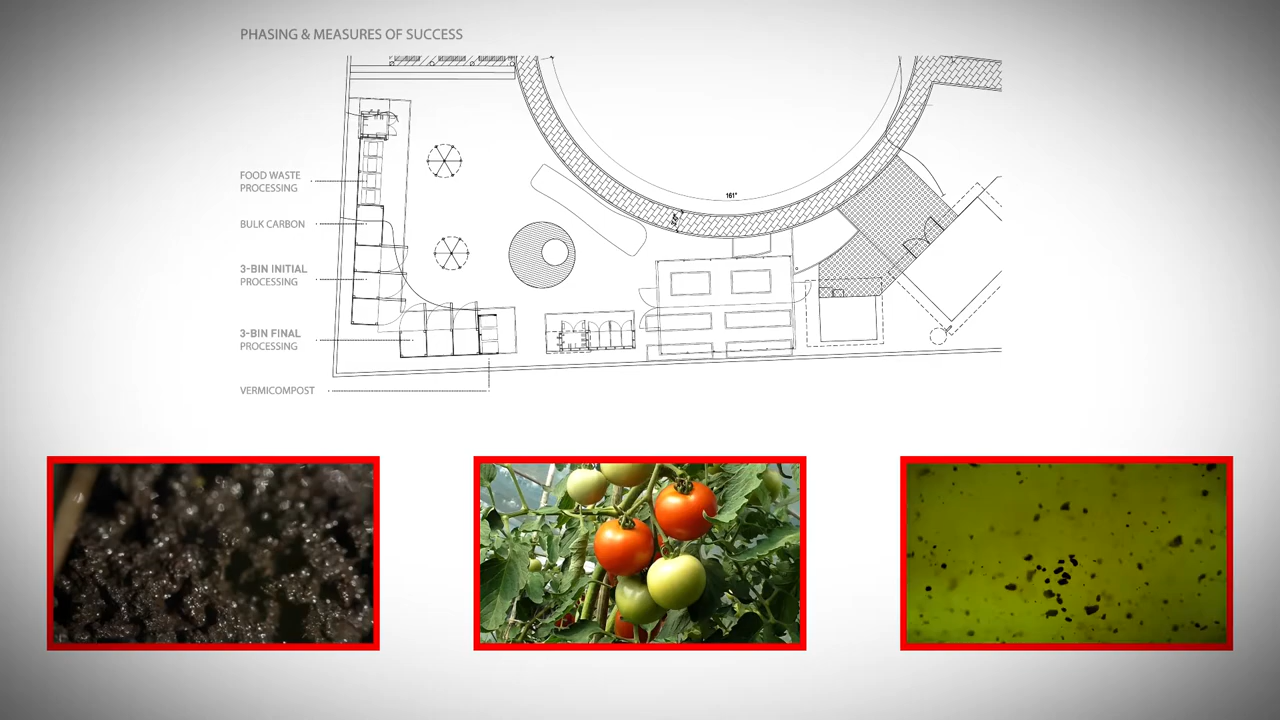 PHASING & MEASURES OF SUCCESS
FOOD WASTE
PROCESSING
BULK CARBON
3-BIN INITIAL
PROCESSING
3-BIN FINAL
PROCESSING
VERMICOMPOST
161"